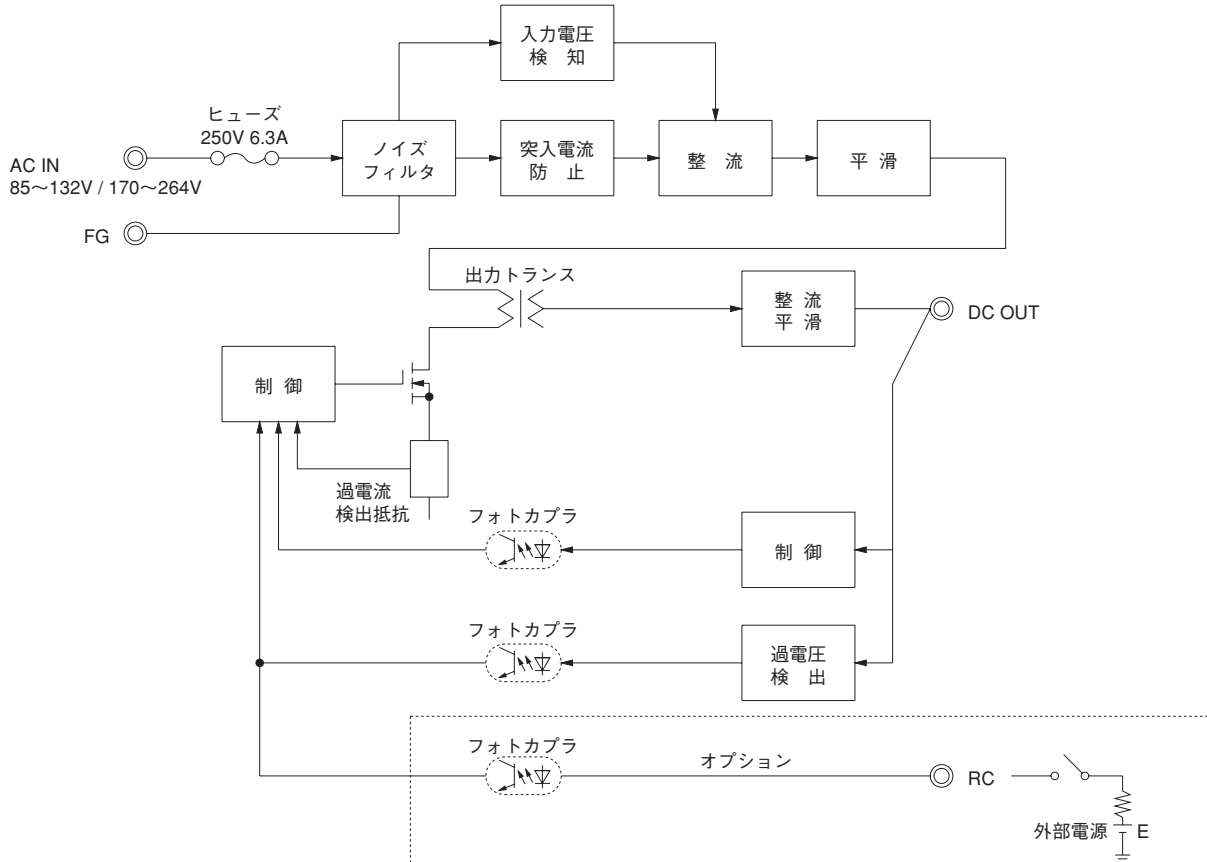 入力電圧
検 知
ヒューズ
250V 6.3A
AC IN
85～132V / 170～264V
ノイズ
フィルタ
突入電流
防 止
整 流
平 滑
FG
出力トランス
整 流
平 滑
DC OUT
制 御
過電流
検出抵抗
フォトカプラ
制 御
フォトカプラ
過電圧
検 出
フォトカプラ
オプション
RC
外部電源
E